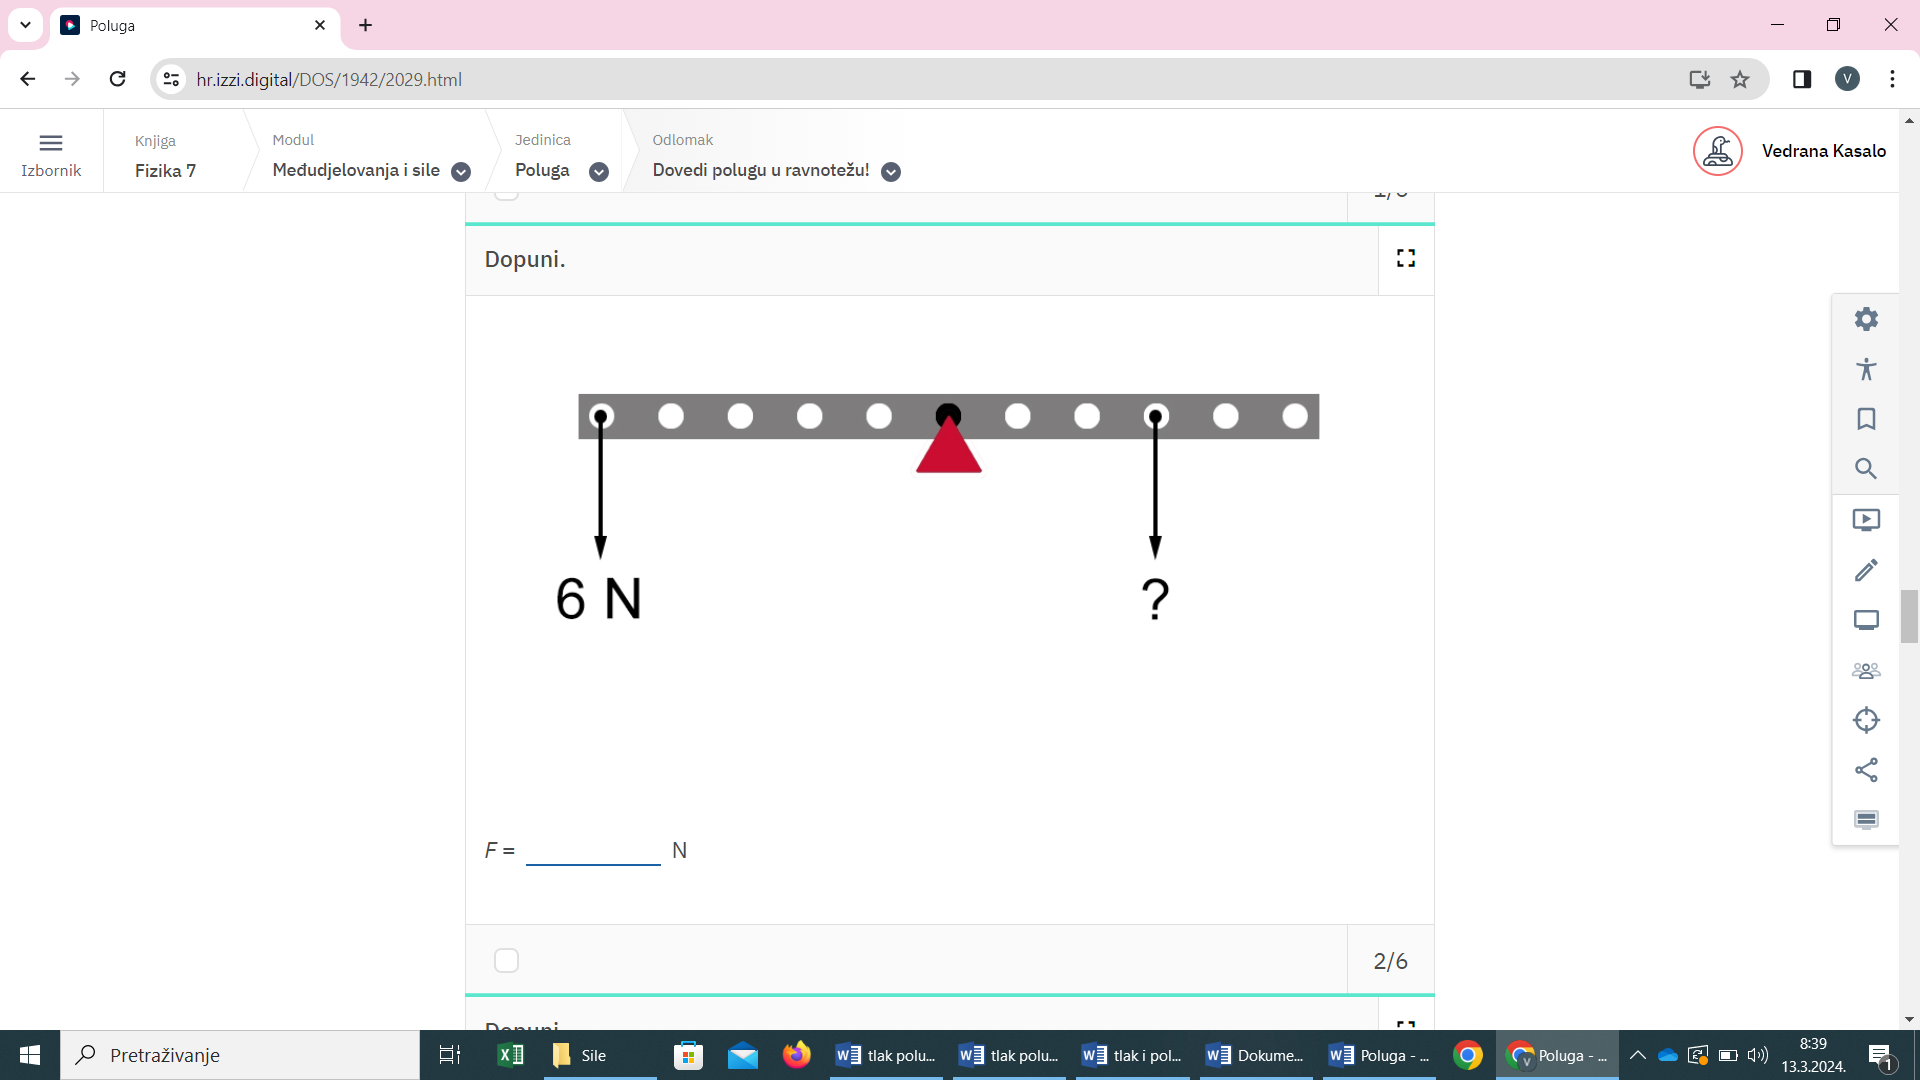 Poluga
hr.izzi.digital/DOS/1942/2029.html
V
Izbornik
Knjiga
Fizika 7
Modul
Međudjelovanja i sile
Jedinica
Poluga
Odlomak
Dovedi polugu u ravnotežu!
Vedrana Kasalo
Dopuni.
6 N
?
F = N
2/6
Dopuni.
Pretraživanje
Sile
tlak polu...
tlak polu...
tlak i pol...
Dokume...
Poluga - ...
Poluga - ...
8:39
13.3.2024.
1